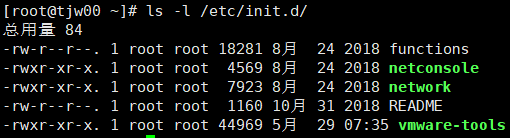 [root@tjw00 ~]# ls -l /etc/init.d/
总用量 84
-rw-r--r--. 1 root root 18281 8月  24 2018 functions
-rwxr-xr-x. 1 root root  4569 8月  24 2018 netconsole
-rwxr-xr-x. 1 root root  7923 8月  24 2018 network
-rw-r--r--. 1 root root  1160 10月 31 2018 README
-rwxr-xr-x. 1 root root 44969 5月  29 07:35 vmware-tools